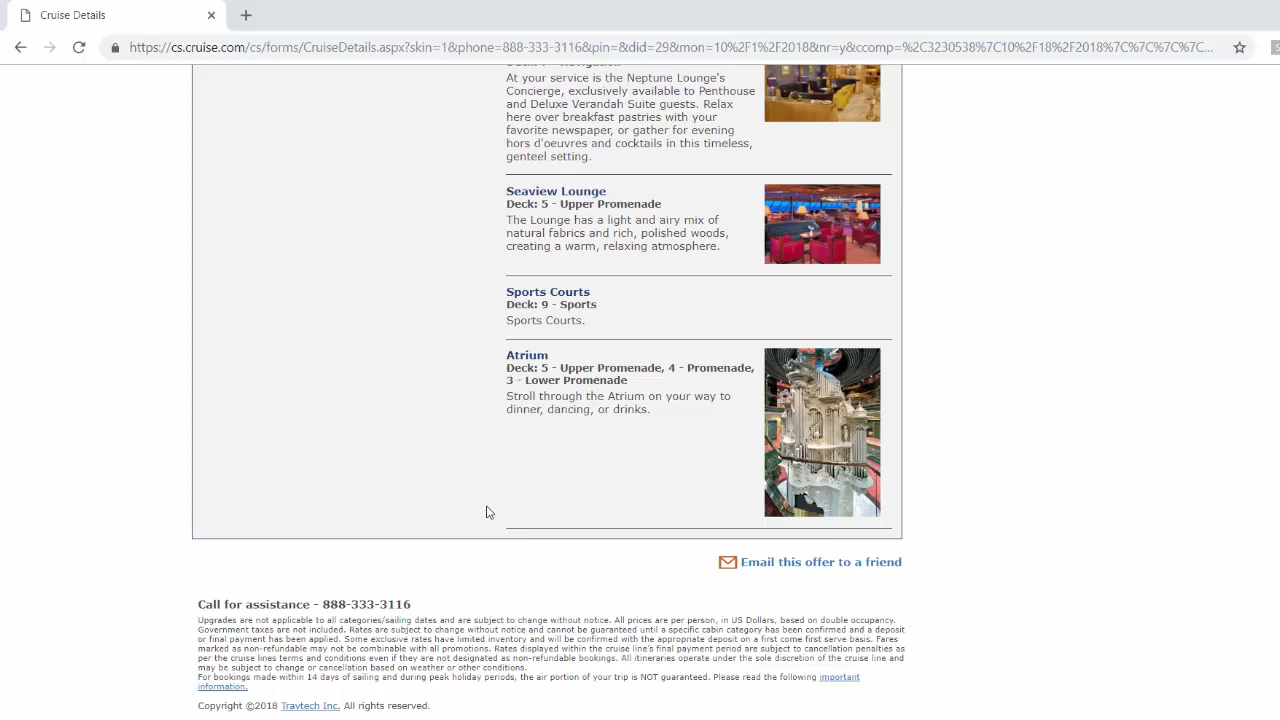 Cruise Details
https://cs.cruise.com/cs/forms/CruiseDetails.aspx?skin=1&phone=888-333-3116&pin=&did=29&mon=10%2F1%2F2018&nr=y&ccomp=%2C3230538%7C10%2F18%2F2018%7C%7C%7C%7C...
At your service is the Neptune Lounge's
Concierge, exclusively available to Penthouse
and Deluxe Verandah Suite guests. Relax
here over breakfast pastries with your
favorite newspaper, or gather for evening
hors d'oeuvres and cocktails in this timeless,
genteel setting.
Seaview Lounge
Deck: 5 - Upper Promenade
The Lounge has a light and airy mix of
natural fabrics and rich, polished woods,
creating a warm, relaxing atmosphere.
Sports Courts
Deck: 9 - Sports
Sports Courts.
Atrium
Deck: 5 - Upper Promenade, 4 - Promenade,
3 - Lower Promenade
Stroll through the Atrium on your way to
dinner, dancing, or drinks.
Email this offer to a friend
Call for assistance - 888-333-3116
Upgrades are not applicable to all categories/sailing dates and are subject to change without notice. All prices are per person, in US Dollars, based on double occupancy.
Government taxes are not included. Rates are subject to change without notice and cannot be guaranteed until a specific cabin category has been confirmed and a deposit
or final payment has been applied. Some exclusive rates have limited inventory and will be confirmed with the appropriate deposit on a first come first serve basis. Fares
marked as non-refundable may not be combinable with all promotions. Rates displayed within the cruise line's final payment period are subject to cancellation penalties as
per the cruise lines terms and conditions even if they are not designated as non-refundable bookings. All itineraries operate under the sole discretion of the cruise line and
may be subject to change or cancellation based on weather or other conditions.
For bookings made within 14 days of sailing and during peak holiday periods, the air portion of your trip is NOT guaranteed. Please read the following important
information.
Copyright ©2018 Travtech Inc. All rights reserved.